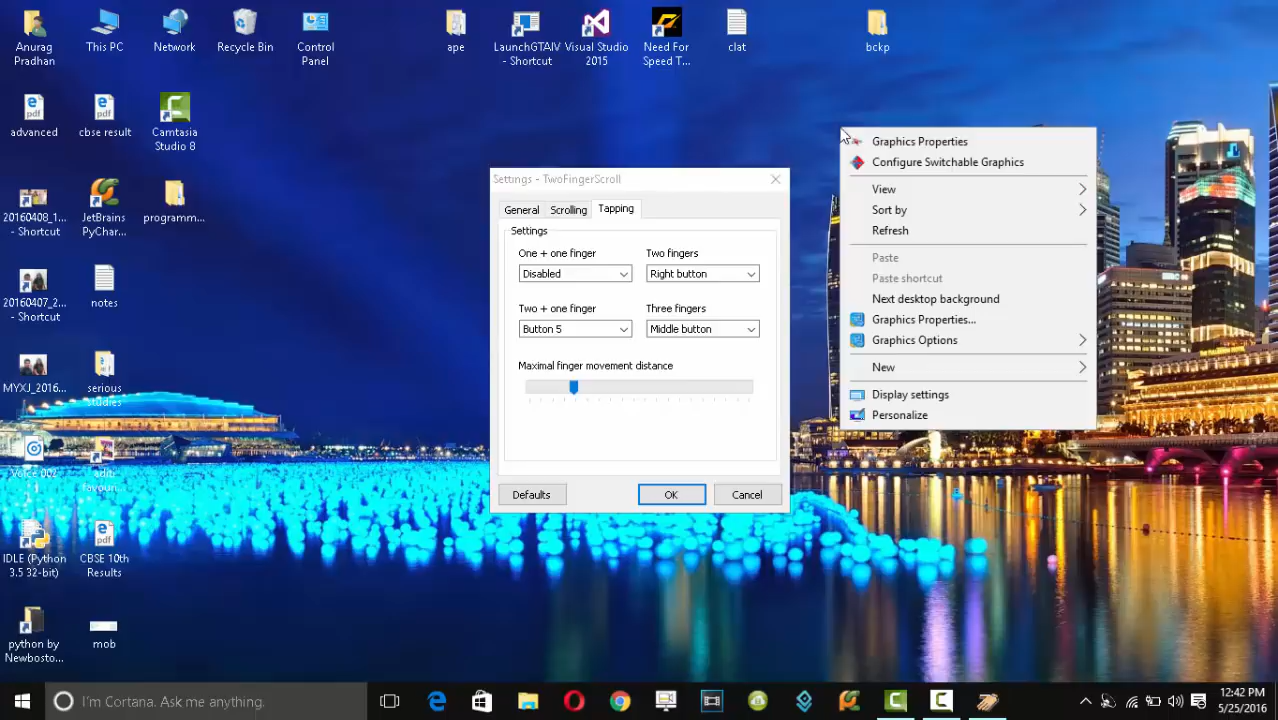 Anurag
Pradhan
This PC
Network
Recycle Bin
Control
Panel
ape
LaunchGTAIV
- Shortcut
Visual Studio
2015
Need For
Speed T...
clat
bckp
advanced
cbse result
Camtasia
Studio 8
20160408_1...
- Shortcut
JetBrains
PyChar...
programm...
20160407_2...
- Shortcut
notes
MYXJ_2016...
serious
studies
Voice 002
aditi
favouri...
IDLE (Python
3.5 32-bit)
CBSE 10th
Results
python by
Newbosto...
mob
Settings - TwoFingerScroll
General
Scrolling
Tapping
Settings
One + one finger
Two fingers
Disabled
Right button
Two + one finger
Three fingers
Button 5
Middle button
Maximal finger movement distance
Defaults
OK
Cancel
Graphics Properties
Configure Switchable Graphics
View
Sort by
Refresh
Paste
Paste shortcut
Next desktop background
Graphics Properties...
Graphics Options
New
Display settings
Personalize
I'm Cortana. Ask me anything.
12:42 PM
5/25/2016